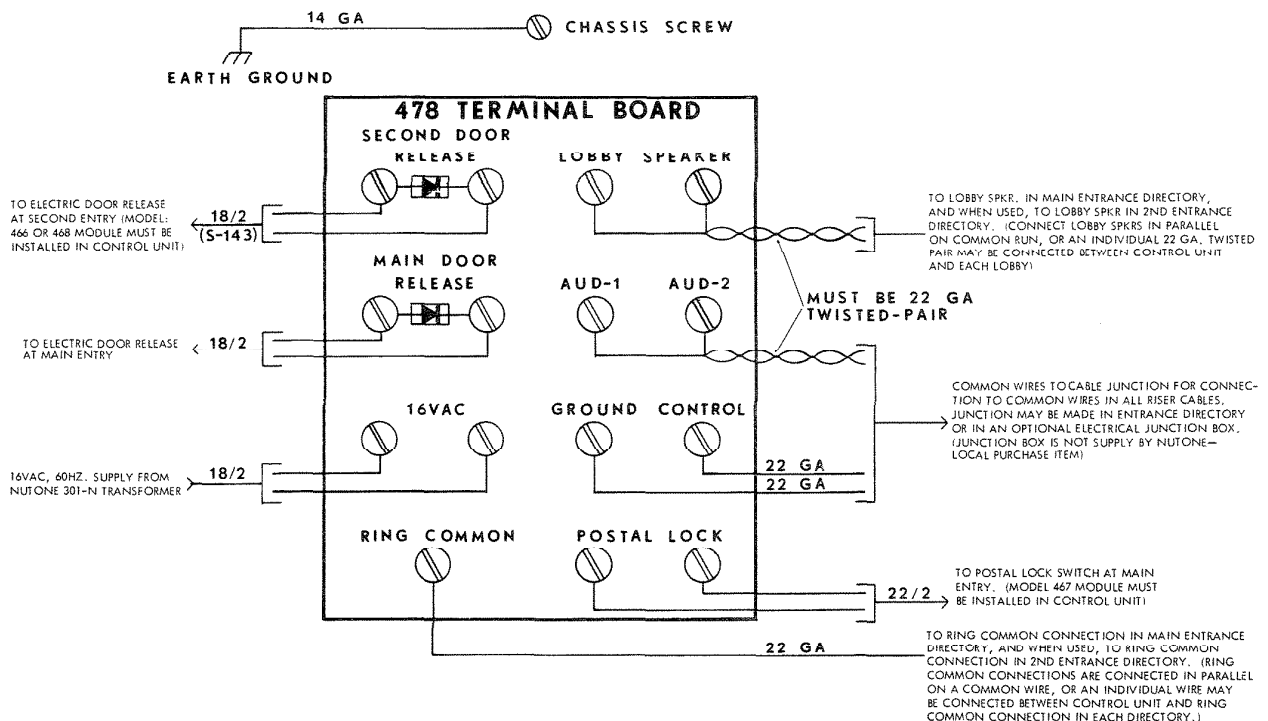 14 GA
CHASSIS SCREW
EARTH GROUND
478 TERMINAL BOARD
SECOND DOOR
RELEASE
LOBBY SPEAKER
TO ELECTRIC DOOR RELEASE
AT SECOND ENTRY (MODEL:
466 OR 468 MODULE MUST BE
INSTALLED IN CONTROL UNIT)
18/2
(S-143)
TO LOBBY SPKR. IN MAIN ENTRANCE DIRECTORY,
AND WHEN USED, TO LOBBY SPKR IN 2ND ENTRANCE
DIRECTORY. (CONNECT LOBBY SPKRS IN PARALLEL
ON COMMON RUN, OR AN INDIVIDUAL 22 GA. TWISTED
PAIR MAY BE CONNECTED BETWEEN CONTROL UNIT
AND EACH LOBBY)
MAIN DOOR
RELEASE
AUD-1
AUD-2
MUST BE 22 GA
TWISTED-PAIR
TO ELECTRIC DOOR RELEASE
AT MAIN ENTRY
18/2
16VAC
GROUND
CONTROL
COMMON WIRES TO CABLE JUNCTION FOR CONNEC-
TION TO COMMON WIRES IN ALL RISER CABLES.
JUNCTION MAY BE MADE IN ENTRANCE DIRECTORY
OR IN AN OPTIONAL ELECTRICAL JUNCTION BOX.
(JUNCTION BOX IS NOT SUPPLY BY NUTONE—
LOCAL PURCHASE ITEM)
16VAC, 60HZ. SUPPLY FROM
NUTONE 301-N TRANSFORMER
18/2
22 GA
22 GA
RING COMMON
POSTAL LOCK
22/2
TO POSTAL LOCK SWITCH AT MAIN
ENTRY. (MODEL 467 MODULE MUST
BE INSTALLED IN CONTROL UNIT)
22 GA
TO RING COMMON CONNECTION IN MAIN ENTRANCE
DIRECTORY, AND WHEN USED, TO RING COMMON
CONNECTION IN 2ND ENTRANCE DIRECTORY. (RING
COMMON CONNECTIONS ARE CONNECTED IN PARALLEL
ON A COMMON WIRE, OR AN INDIVIDUAL WIRE MAY
BE CONNECTED BETWEEN CONTROL UNIT AND RING
COMMON CONNECTION IN EACH DIRECTORY.)